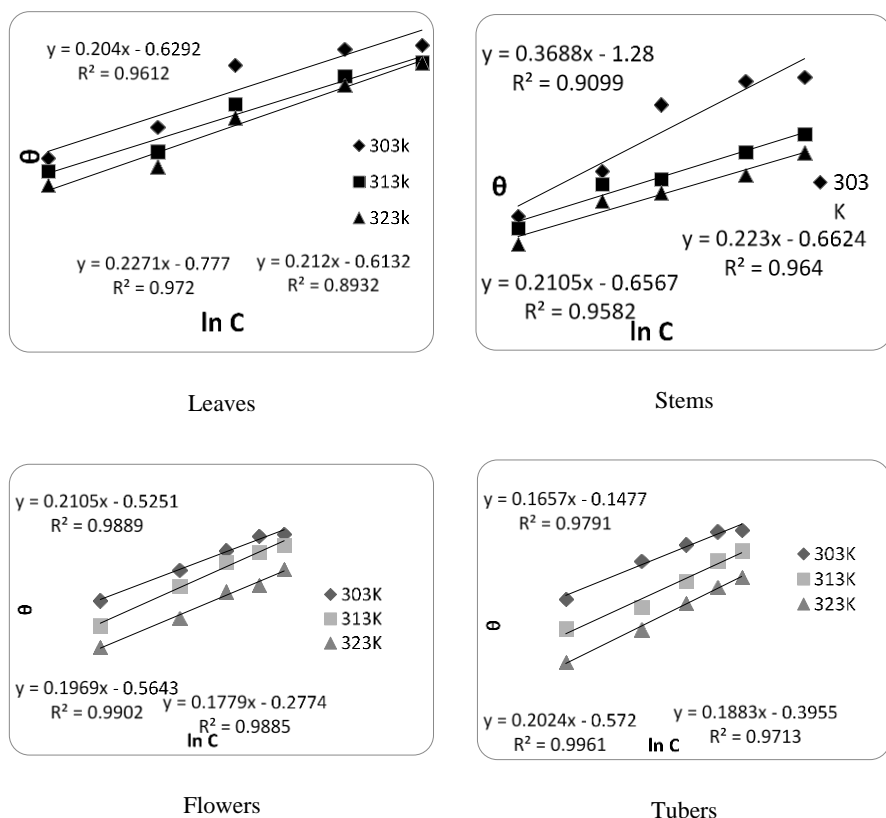 y = 0.204x - 0.6292
R² = 0.9612
θ
303k
313k
323k
y = 0.2271x - 0.777
R² = 0.972
y = 0.212x - 0.6132
R² = 0.8932
ln C
Leaves
y = 0.3688x - 1.28
R² = 0.9099
θ
303
K
y = 0.223x - 0.6624
R² = 0.964
y = 0.2105x - 0.6567
R² = 0.9582
ln C
Stems
y = 0.2105x - 0.5251
R² = 0.9889
θ
303K
313K
323K
y = 0.1969x - 0.5643
R² = 0.9902
y = 0.1779x - 0.2774
R² = 0.9885
ln C
Flowers
y = 0.1657x - 0.1477
R² = 0.9791
θ
303K
313K
323K
y = 0.2024x - 0.572
R² = 0.9961
y = 0.1883x - 0.3955
R² = 0.9713
ln C
Tubers